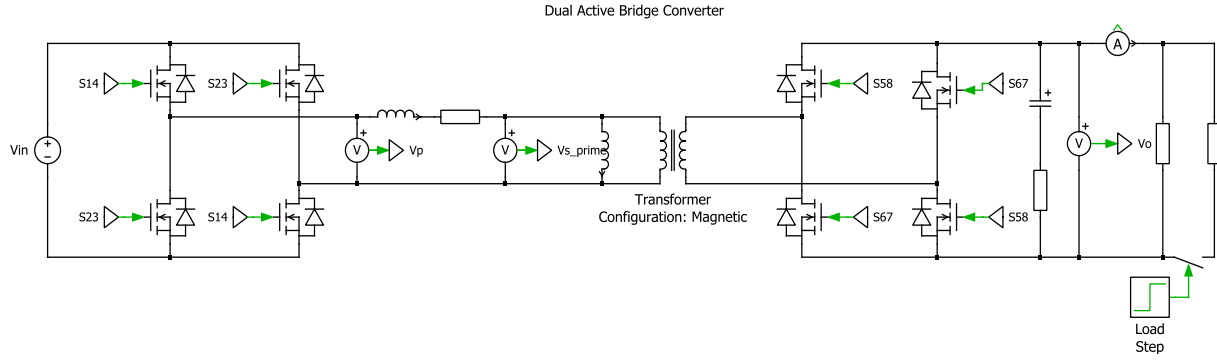 Dual Active Bridge Converter
S14
S23
S58
S67
Vin
+
−
+
V
Vp
+
V
Vs_prime
+
+
V
Vo
A
S23
S14
S67
S58
Transformer
Configuration: Magnetic
Load
Step